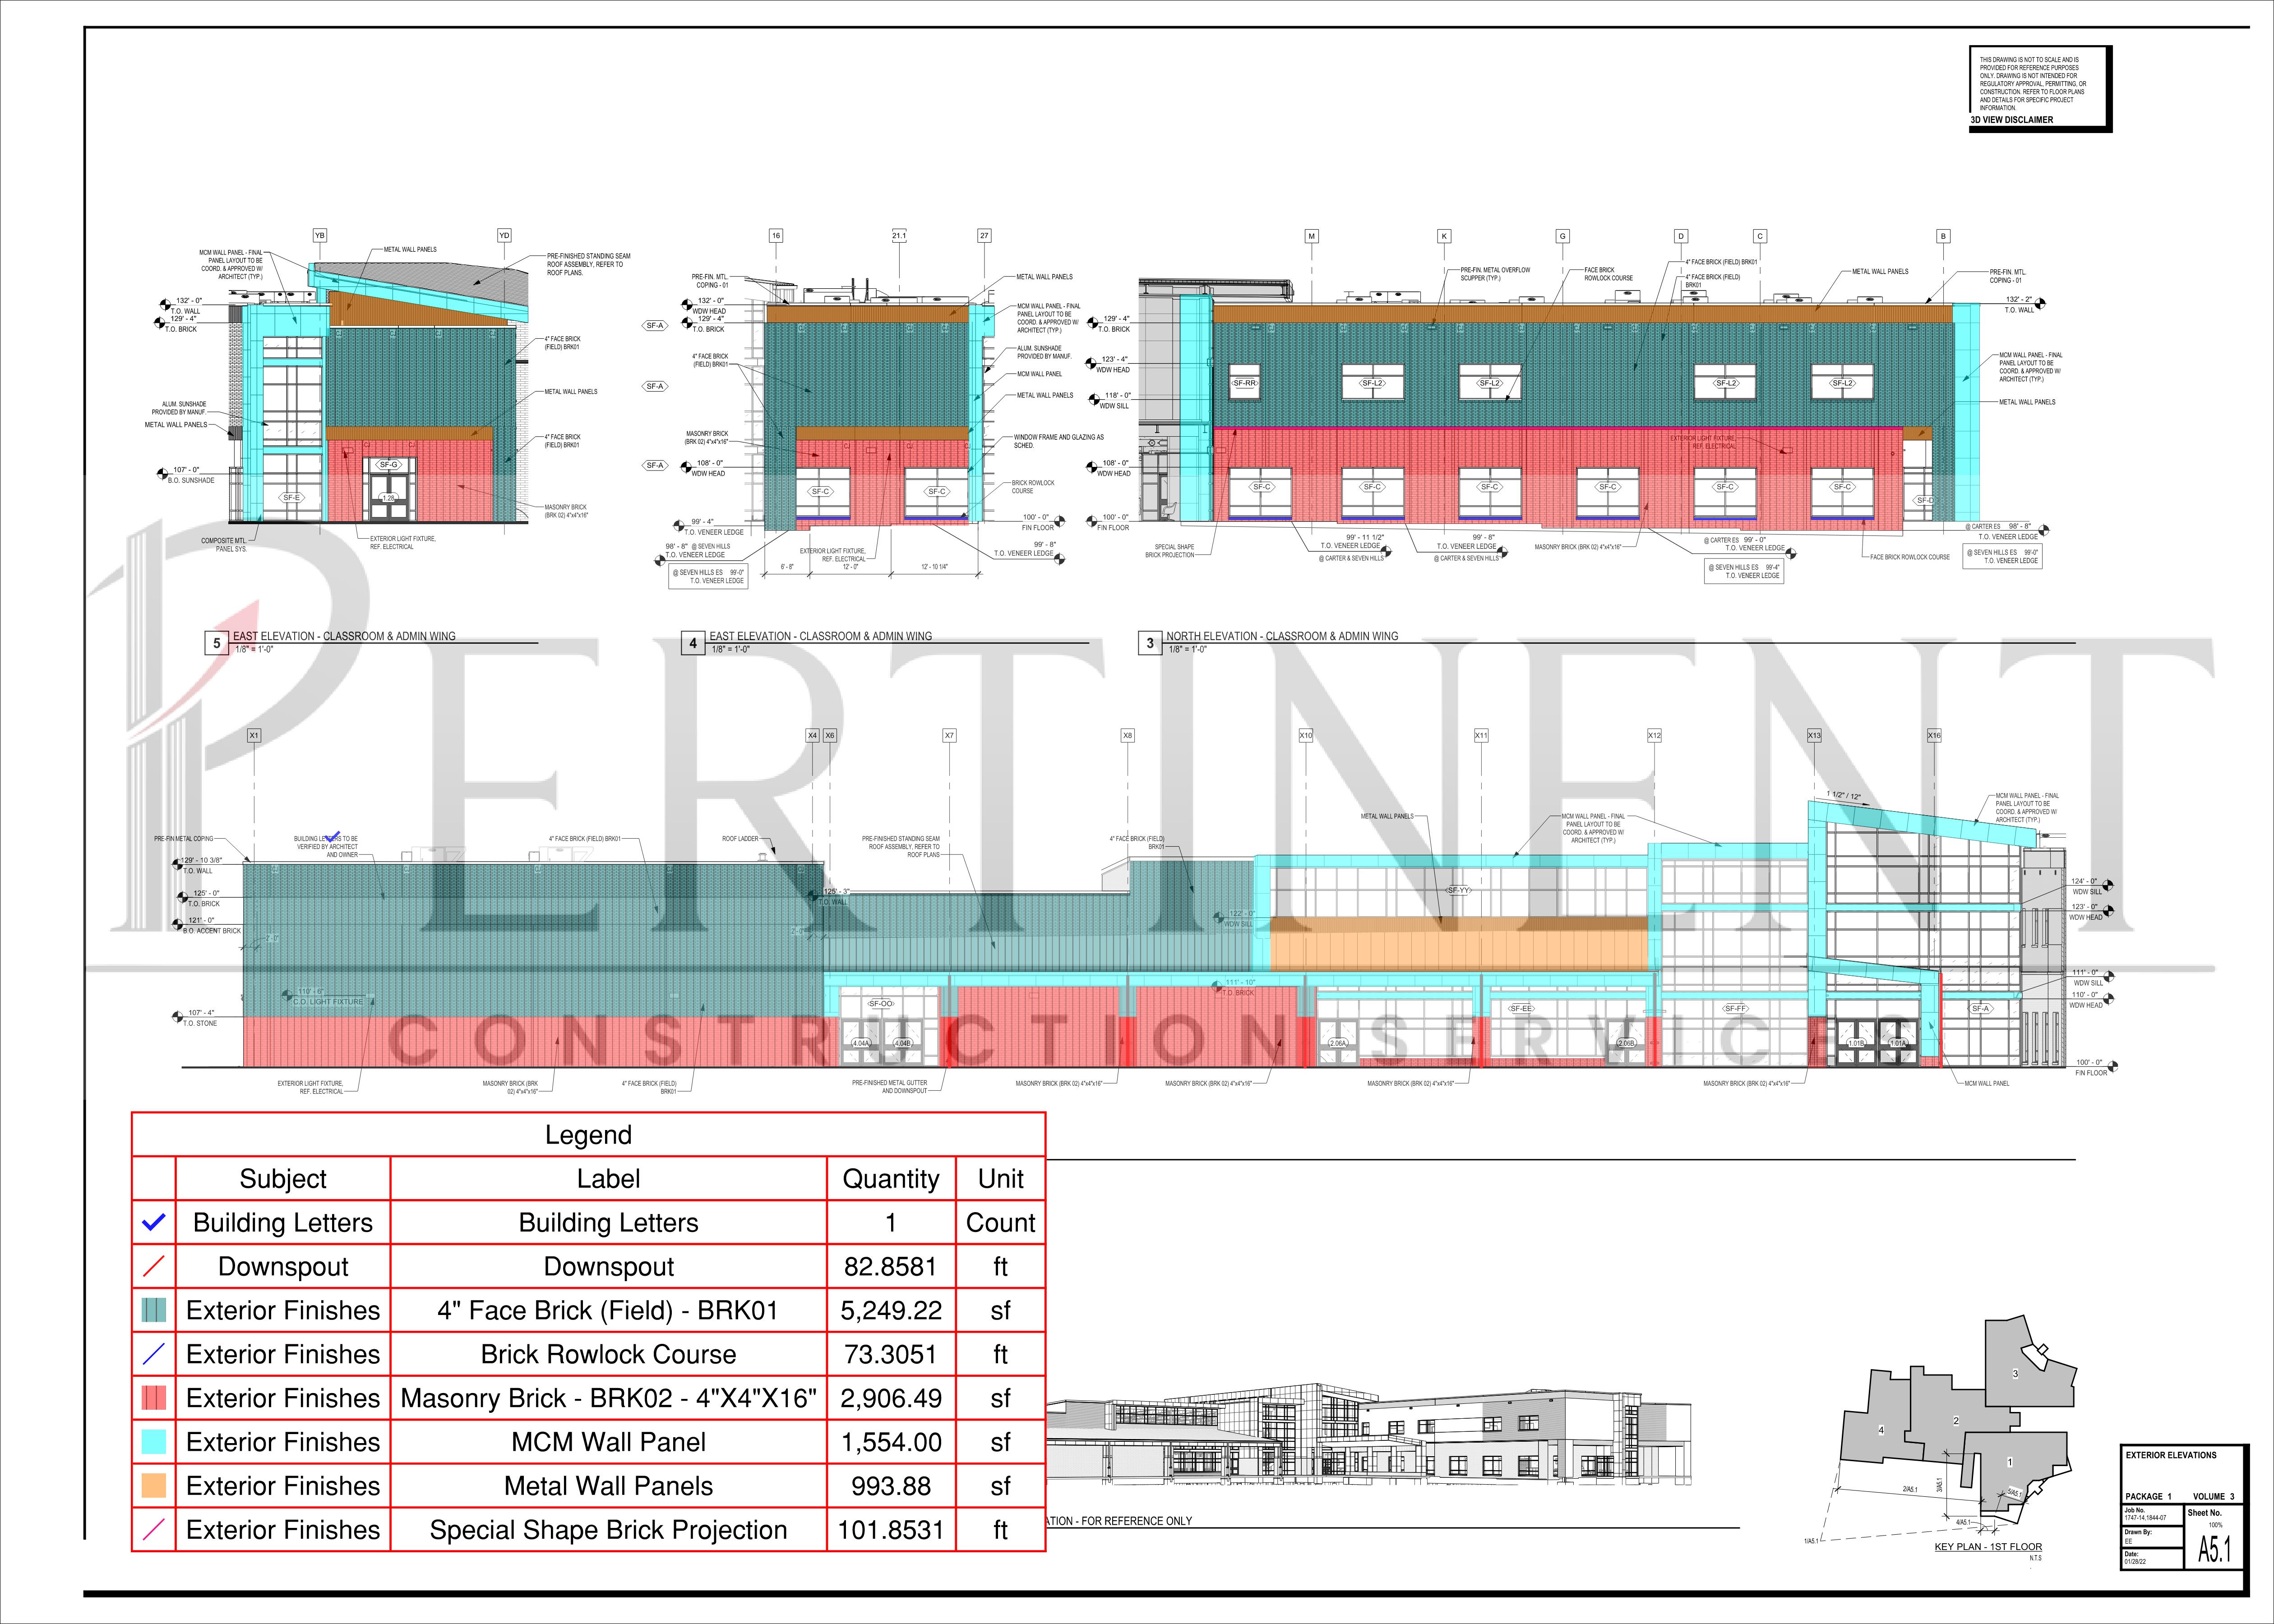 THIS DRAWING IS NOT TO SCALE AND IS
PROVIDED FOR REFERENCE PURPOSES
ONLY. DRAWING IS NOT INTENDED FOR
REGULATORY APPROVAL, PERMITTING, OR
CONSTRUCTION. REFER TO FLOOR PLANS
AND DETAILS FOR SPECIFIC PROJECT
INFORMATION.
3D VIEW DISCLAIMER
YB
YD
MCM WALL PANEL - FINAL
PANEL LAYOUT TO BE
COORD. & APPROVED W/
ARCHITECT (TYP.)
METAL WALL PANELS
PRE-FINISHED STANDING SEAM
ROOF ASSEMBLY, REFER TO
ROOF PLANS.
132' - 0"
T.O. WALL
129' - 4"
T.O. BRICK
4" FACE BRICK
(FIELD) BRK01
METAL WALL PANELS
ALUM. SUNSHADE
PROVIDED BY MANUF.
METAL WALL PANELS
4" FACE BRICK
(FIELD) BRK01
107' - 0"
B.O. SUNSHADE
SF-G
SF-E
1.28
MASONRY BRICK
(BRK 02) 4"x4"x16"
COMPOSITE MTL
PANEL SYS.
EXTERIOR LIGHT FIXTURE,
REF. ELECTRICAL
5
EAST ELEVATION - CLASSROOM & ADMIN WING
1/8" = 1'-0"
16
21.1
27
PRE-FIN. MTL.
COPING - 01
132' - 0"
WDW HEAD
129' - 4"
T.O. BRICK
SF-A
SF-A
SF-A
4" FACE BRICK
(FIELD) BRK01
MASONRY BRICK
(BRK 02) 4"x4"x16"
108' - 0"
WDW HEAD
METAL WALL PANELS
MCM WALL PANEL - FINAL
PANEL LAYOUT TO BE
COORD. & APPROVED W/
ARCHITECT (TYP.)
ALUM. SUNSHADE
PROVIDED BY MANUF.
MCM WALL PANEL
METAL WALL PANELS
WINDOW FRAME AND GLAZING AS
SCHED.
BRICK ROWLOCK
COURSE
SF-C
SF-C
99' - 4"
T.O. VENEER LEDGE
98' - 8" @ SEVEN HILLS
T.O. VENEER LEDGE
@ SEVEN HILLS ES 99'-0"
T.O. VENEER LEDGE
EXTERIOR LIGHT FIXTURE,
REF. ELECTRICAL
6' - 8"
12' - 0"
12' - 10 1/4"
100' - 0"
FIN FLOOR
99' - 8"
T.O. VENEER LEDGE
4
EAST ELEVATION - CLASSROOM & ADMIN WING
1/8" = 1'-0"
M
K
G
D
C
B
PRE-FIN. METAL OVERFLOW
SCUPPER (TYP.)
FACE BRICK
ROWLOCK COURSE
4" FACE BRICK (FIELD) BRK01
4" FACE BRICK (FIELD)
BRK01
METAL WALL PANELS
PRE-FIN. MTL.
COPING - 01
132' - 2"
T.O. WALL
129' - 4"
T.O. BRICK
123' - 4"
WDW HEAD
118' - 0"
WDW SILL
108' - 0"
WDW HEAD
100' - 0"
FIN FLOOR
SF-RR
SF-L2
SF-L2
SF-L2
SF-L2
MCM WALL PANEL - FINAL
PANEL LAYOUT TO BE
COORD. & APPROVED W/
ARCHITECT (TYP.)
METAL WALL PANELS
EXTERIOR LIGHT FIXTURE,
REF. ELECTRICAL
SF-C
SF-C
SF-C
SF-C
SF-C
SF-C
SF-D
SPECIAL SHAPE
BRICK PROJECTION
99' - 11 1/2"
T.O. VENEER LEDGE
@ CARTER & SEVEN HILLS
99' - 8"
T.O. VENEER LEDGE
@ CARTER & SEVEN HILLS
MASONRY BRICK (BRK 02) 4"x4"x16"
@ CARTER ES 99' - 0"
T.O. VENEER LEDGE
@ SEVEN HILLS ES 99'-4"
T.O. VENEER LEDGE
FACE BRICK ROWLOCK COURSE
@ CARTER ES 98' - 8"
T.O. VENEER LEDGE
@ SEVEN HILLS ES 99'-0"
T.O. VENEER LEDGE
3
NORTH ELEVATION - CLASSROOM & ADMIN WING
1/8" = 1'-0"
PERTINENT
CONSTRUCTION SERVICES
X1
X4
X6
X7
X8
X10
X11
X12
X13
X16
PRE-FIN METAL COPING
BUILDING LETTERS TO BE
VERIFIED BY ARCHITECT
AND OWNER
4" FACE BRICK (FIELD) BRK01
ROOF LADDER
PRE-FINISHED STANDING SEAM
ROOF ASSEMBLY, REFER TO
ROOF PLANS
4" FACE BRICK (FIELD)
BRK01
METAL WALL PANELS
MCM WALL PANEL - FINAL
PANEL LAYOUT TO BE
COORD. & APPROVED W/
ARCHITECT (TYP.)
1 1/2" / 12"
MCM WALL PANEL - FINAL
PANEL LAYOUT TO BE
COORD. & APPROVED W/
ARCHITECT (TYP.)
129' - 10 3/8"
T.O. WALL
125' - 0"
T.O. BRICK
121' - 0"
B.O. ACCENT BRICK
2'-0"
2'-0"
125' - 3"
T.O. WALL
122' - 0"
WDW SILL
SF-YY
124' - 0"
WDW SILL
123' - 0"
WDW HEAD
110' - 6"
C.D. LIGHT FIXTURE
107' - 4"
T.O. STONE
111' - 10"
T.O. BRICK
111' - 0"
WDW SILL
110' - 0"
WDW HEAD
SF-OO
SF-EE
SF-FF
SF-A
4.04A
4.04B
2.06A
2.06B
1.01B
1.01A
100' - 0"
FIN FLOOR
EXTERIOR LIGHT FIXTURE,
REF. ELECTRICAL
MASONRY BRICK (BRK
02) 4"x4"x16"
4" FACE BRICK (FIELD)
BRK01
PRE-FINISHED METAL GUTTER
AND DOWNSPOUT
MASONRY BRICK (BRK 02) 4"x4"x16"
MASONRY BRICK (BRK 02) 4"x4"x16"
MASONRY BRICK (BRK 02) 4"x4"x16"
MASONRY BRICK (BRK 02) 4"x4"x16"
MCM WALL PANEL
Legend
Subject Label Quantity Unit
Building Letters Building Letters 1 Count
Downspout Downspout 82.8581 ft
Exterior Finishes 4" Face Brick (Field) - BRK01 5,249.22 sf
Exterior Finishes Brick Rowlock Course 73.3051 ft
Exterior Finishes Masonry Brick - BRK02 - 4"X4"X16" 2,906.49 sf
Exterior Finishes MCM Wall Panel 1,554.00 sf
Exterior Finishes Metal Wall Panels 993.88 sf
Exterior Finishes Special Shape Brick Projection 101.8531 ft
ATION - FOR REFERENCE ONLY
3
2
4
1
2/A5.1
3/A5.1
5/A5.1
4/A5.1
1/A5.1
KEY PLAN - 1ST FLOOR
N.T.S
EXTERIOR ELEVATIONS
PACKAGE 1 VOLUME 3
Job No.
1747-14,1844-07
Drawn By:
EE
Date:
01/28/22
Sheet No.
100%
A5.1